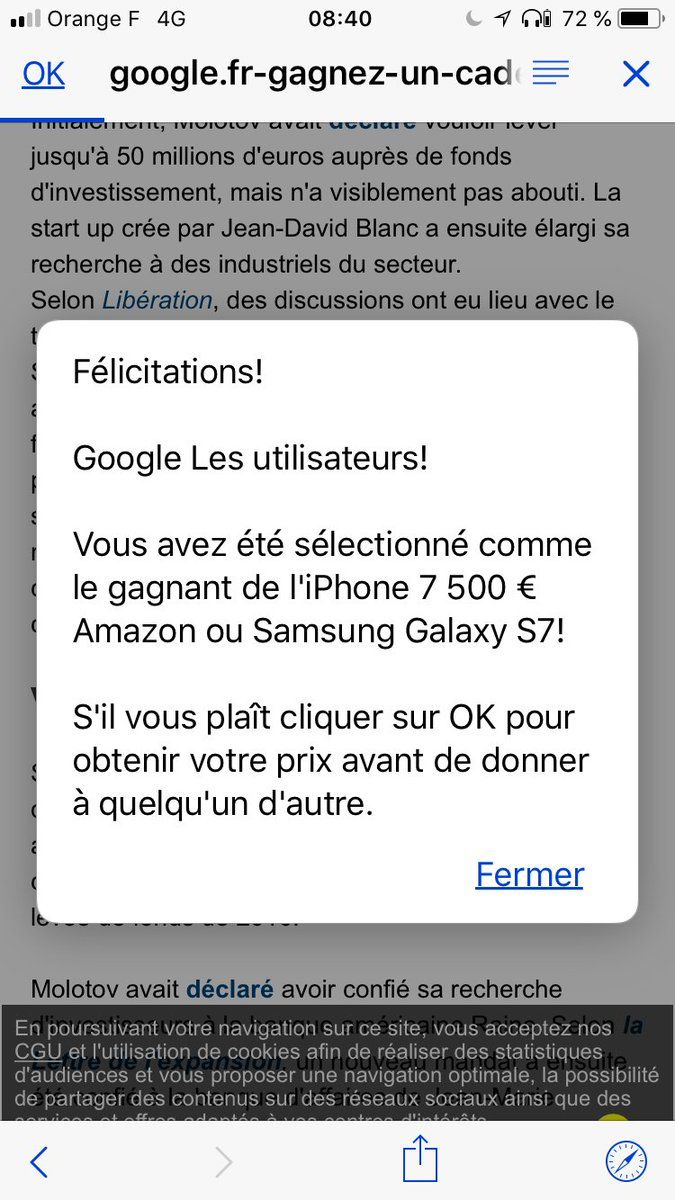 Orange F 4G 08:40 72 %
OK google.fr-gagnez-un-cad
Initialement, Molotov avait déclaré vouloir lever
jusqu'à 50 millions d'euros auprès de fonds
d'investissement, mais n'a visiblement pas abouti. La
start up crée par Jean-David Blanc a ensuite élargi sa
recherche à des industriels du secteur.
Selon Libération, des discussions ont eu lieu avec le
Félicitations!
Google Les utilisateurs!
Vous avez été sélectionné comme
le gagnant de l'iPhone 7 500 €
Amazon ou Samsung Galaxy S7!
S'il vous plaît cliquer sur OK pour
obtenir votre prix avant de donner
à quelqu'un d'autre.
Fermer
levée de fonds de 2016.
Molotov avait déclaré avoir confié sa recherche
d'investisseurs à la banque américaine Raine. Selon la
Lettre de l'expansion, un nouveau mandat a ensuite
En poursuivant votre navigation sur ce site, vous acceptez nos
CGU et l'utilisation de cookies afin de réaliser des statistiques
d'audiences et vous proposer une navigation optimale, la possibilité
de partager des contenus sur des réseaux sociaux ainsi que des
services et offres adaptés à vos centres d'intérêts.